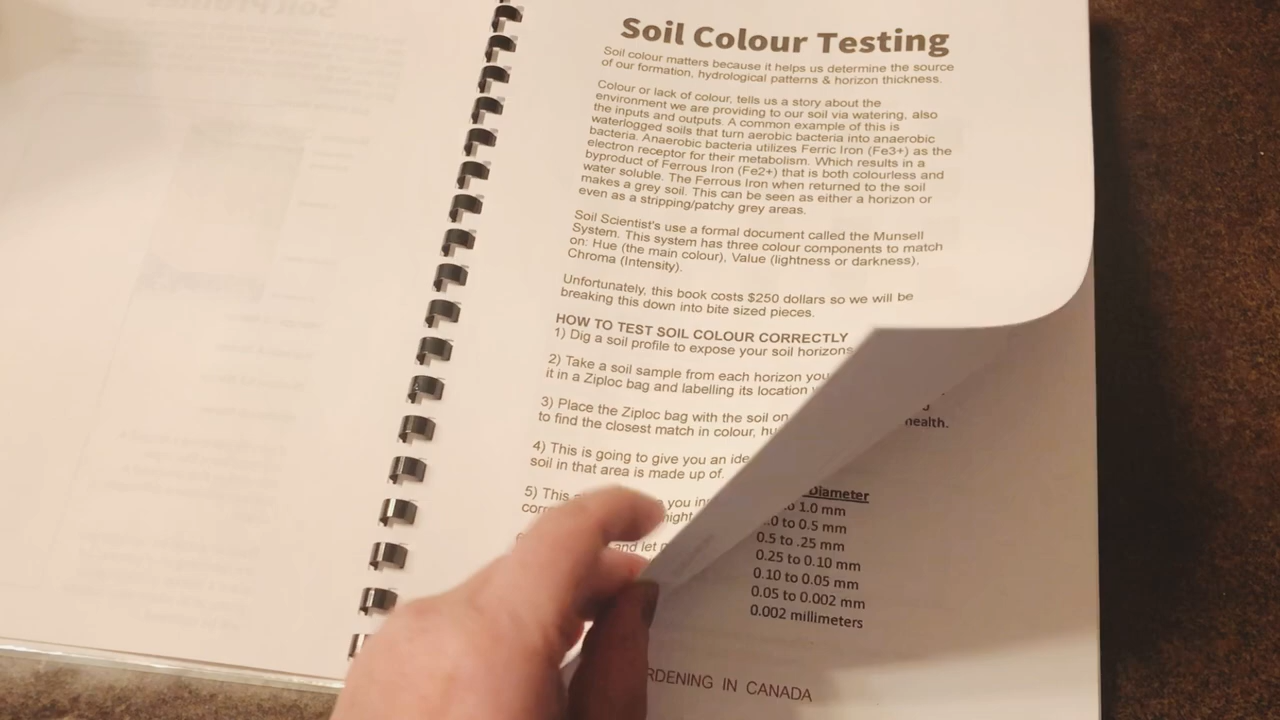 Soil Colour Testing
Soil colour matters because it helps us determine the source
of our formation, hydrological patterns & horizon thickness.
Colour or lack of colour, tells us a story about the
environment we are providing to our soil via watering, also
the inputs and outputs. A common example of this is
waterlogged soils that turn aerobic bacteria into anaerobic
bacteria. Anaerobic bacteria utilizes Ferric Iron (Fe3+) as the
electron receptor for their metabolism. Which results in a
byproduct of Ferrous Iron (Fe2+) that is both colourless and
water soluble. The Ferrous Iron when returned to the soil
makes a grey soil. This can be seen as either a horizon or
even as a stripping/patchy grey areas.
Soil Scientist's use a formal document called the Munsell
System. This system has three colour components to match
on: Hue (the main colour), Value (lightness or darkness),
Chroma (Intensity).
Unfortunately, this book costs $250 dollars so we will be
breaking this down into bite sized pieces.
HOW TO TEST SOIL COLOUR CORRECTLY
1) Dig a soil profile to expose your soil horizons
2) Take a soil sample from each horizon you
it in a Ziploc bag and labelling its location
3) Place the Ziploc bag with the soil on
to find the closest match in colour, hu
4) This is going to give you an ide
soil in that area is made up of.
5) This you in
corr might
and let
health.
Diameter
to 1.0 mm
.0 to 0.5 mm
0.5 to .25 mm
0.25 to 0.10 mm
0.10 to 0.05 mm
0.05 to 0.002 mm
0.002 millimeters
RDENING IN CANADA